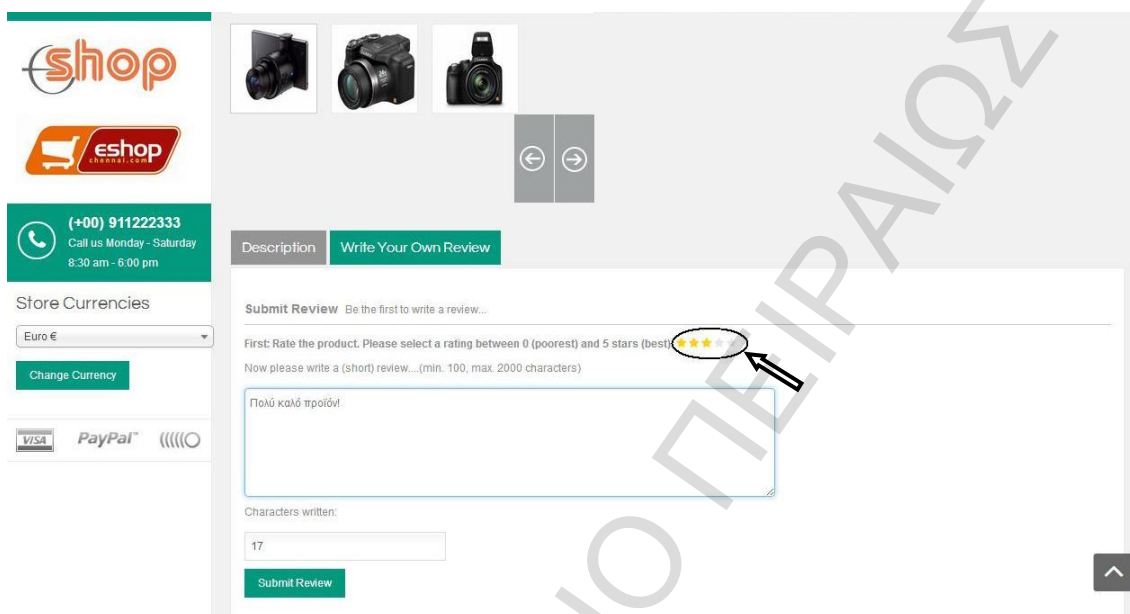 shop
eshop
chennai.com
(+00) 911222333
Call us Monday - Saturday
8:30 am - 6:00 pm
Store Currencies
Euro €
Change Currency
VISA PayPal™
Description Write Your Own Review
Submit Review Be the first to write a review...
First: Rate the product. Please select a rating between 0 (poorest) and 5 stars (best):
Now please write a (short) review....(min. 100, max. 2000 characters)
Πολύ καλό προϊόν!
Characters written:
17
Submit Review
ΠΕΙΡΑΙΩΣ